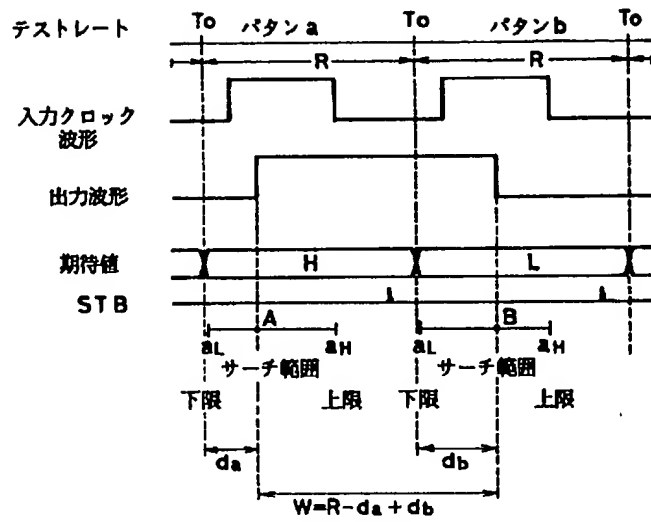 テストレート
To
パタンa
To
パタンb
To
R
R
入力クロック
波形
出力波形
期待値
H
L
STB
A
B
aL
aH
aL
aH
サーチ範囲
サーチ範囲
下限
上限
下限
上限
da
db
W=R-da+db